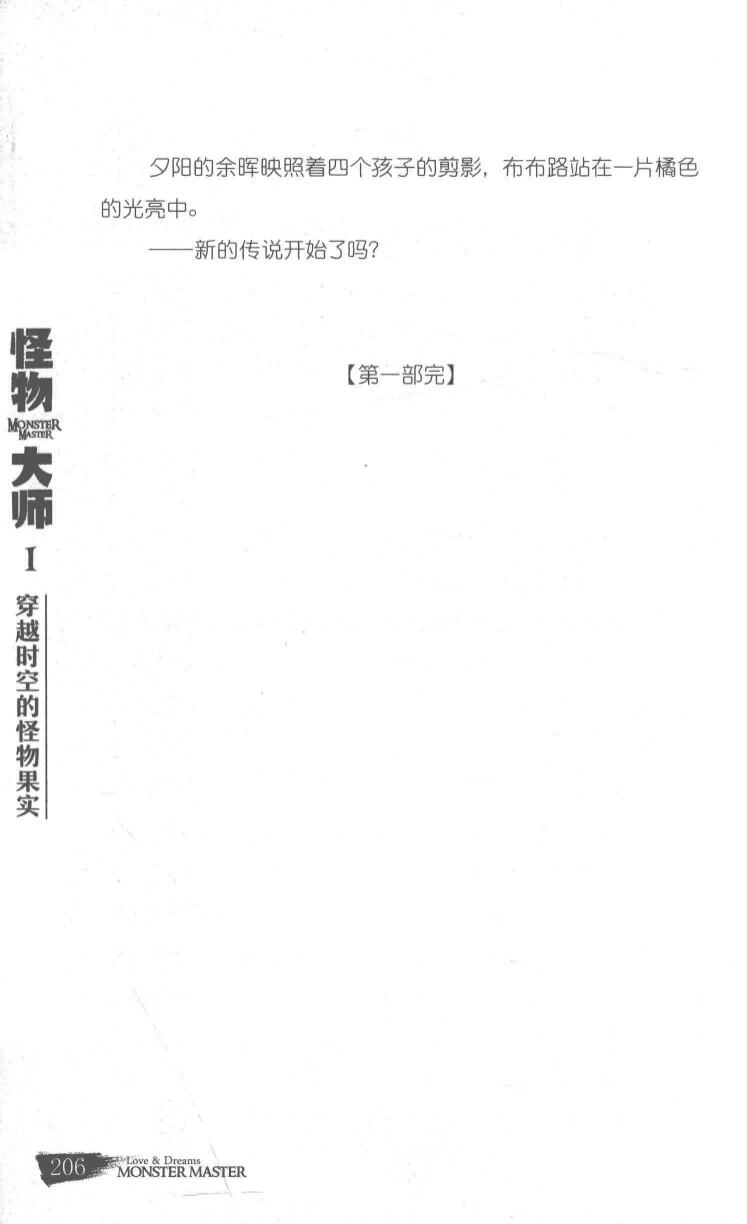 夕阳的余晖映照着四个孩子的剪影，布布路站在一片橘色
的光亮中。
——新的传说开始了吗？
【第一部完】
怪物
MONSTER
MASTER
大师
I
穿越时空的怪物果实
206
Love & Dreams
MONSTER MASTER